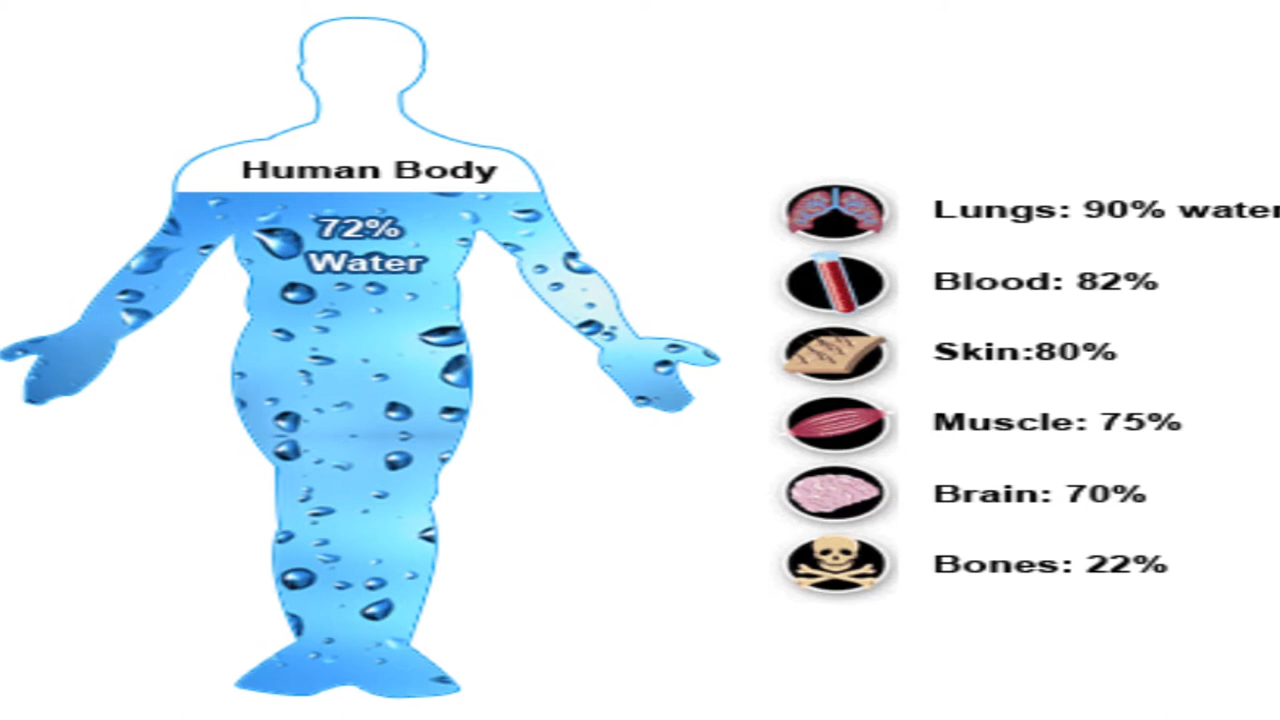 Human Body
72%
Water
Lungs: 90% water
Blood: 82%
Skin:80%
Muscle: 75%
Brain: 70%
Bones: 22%